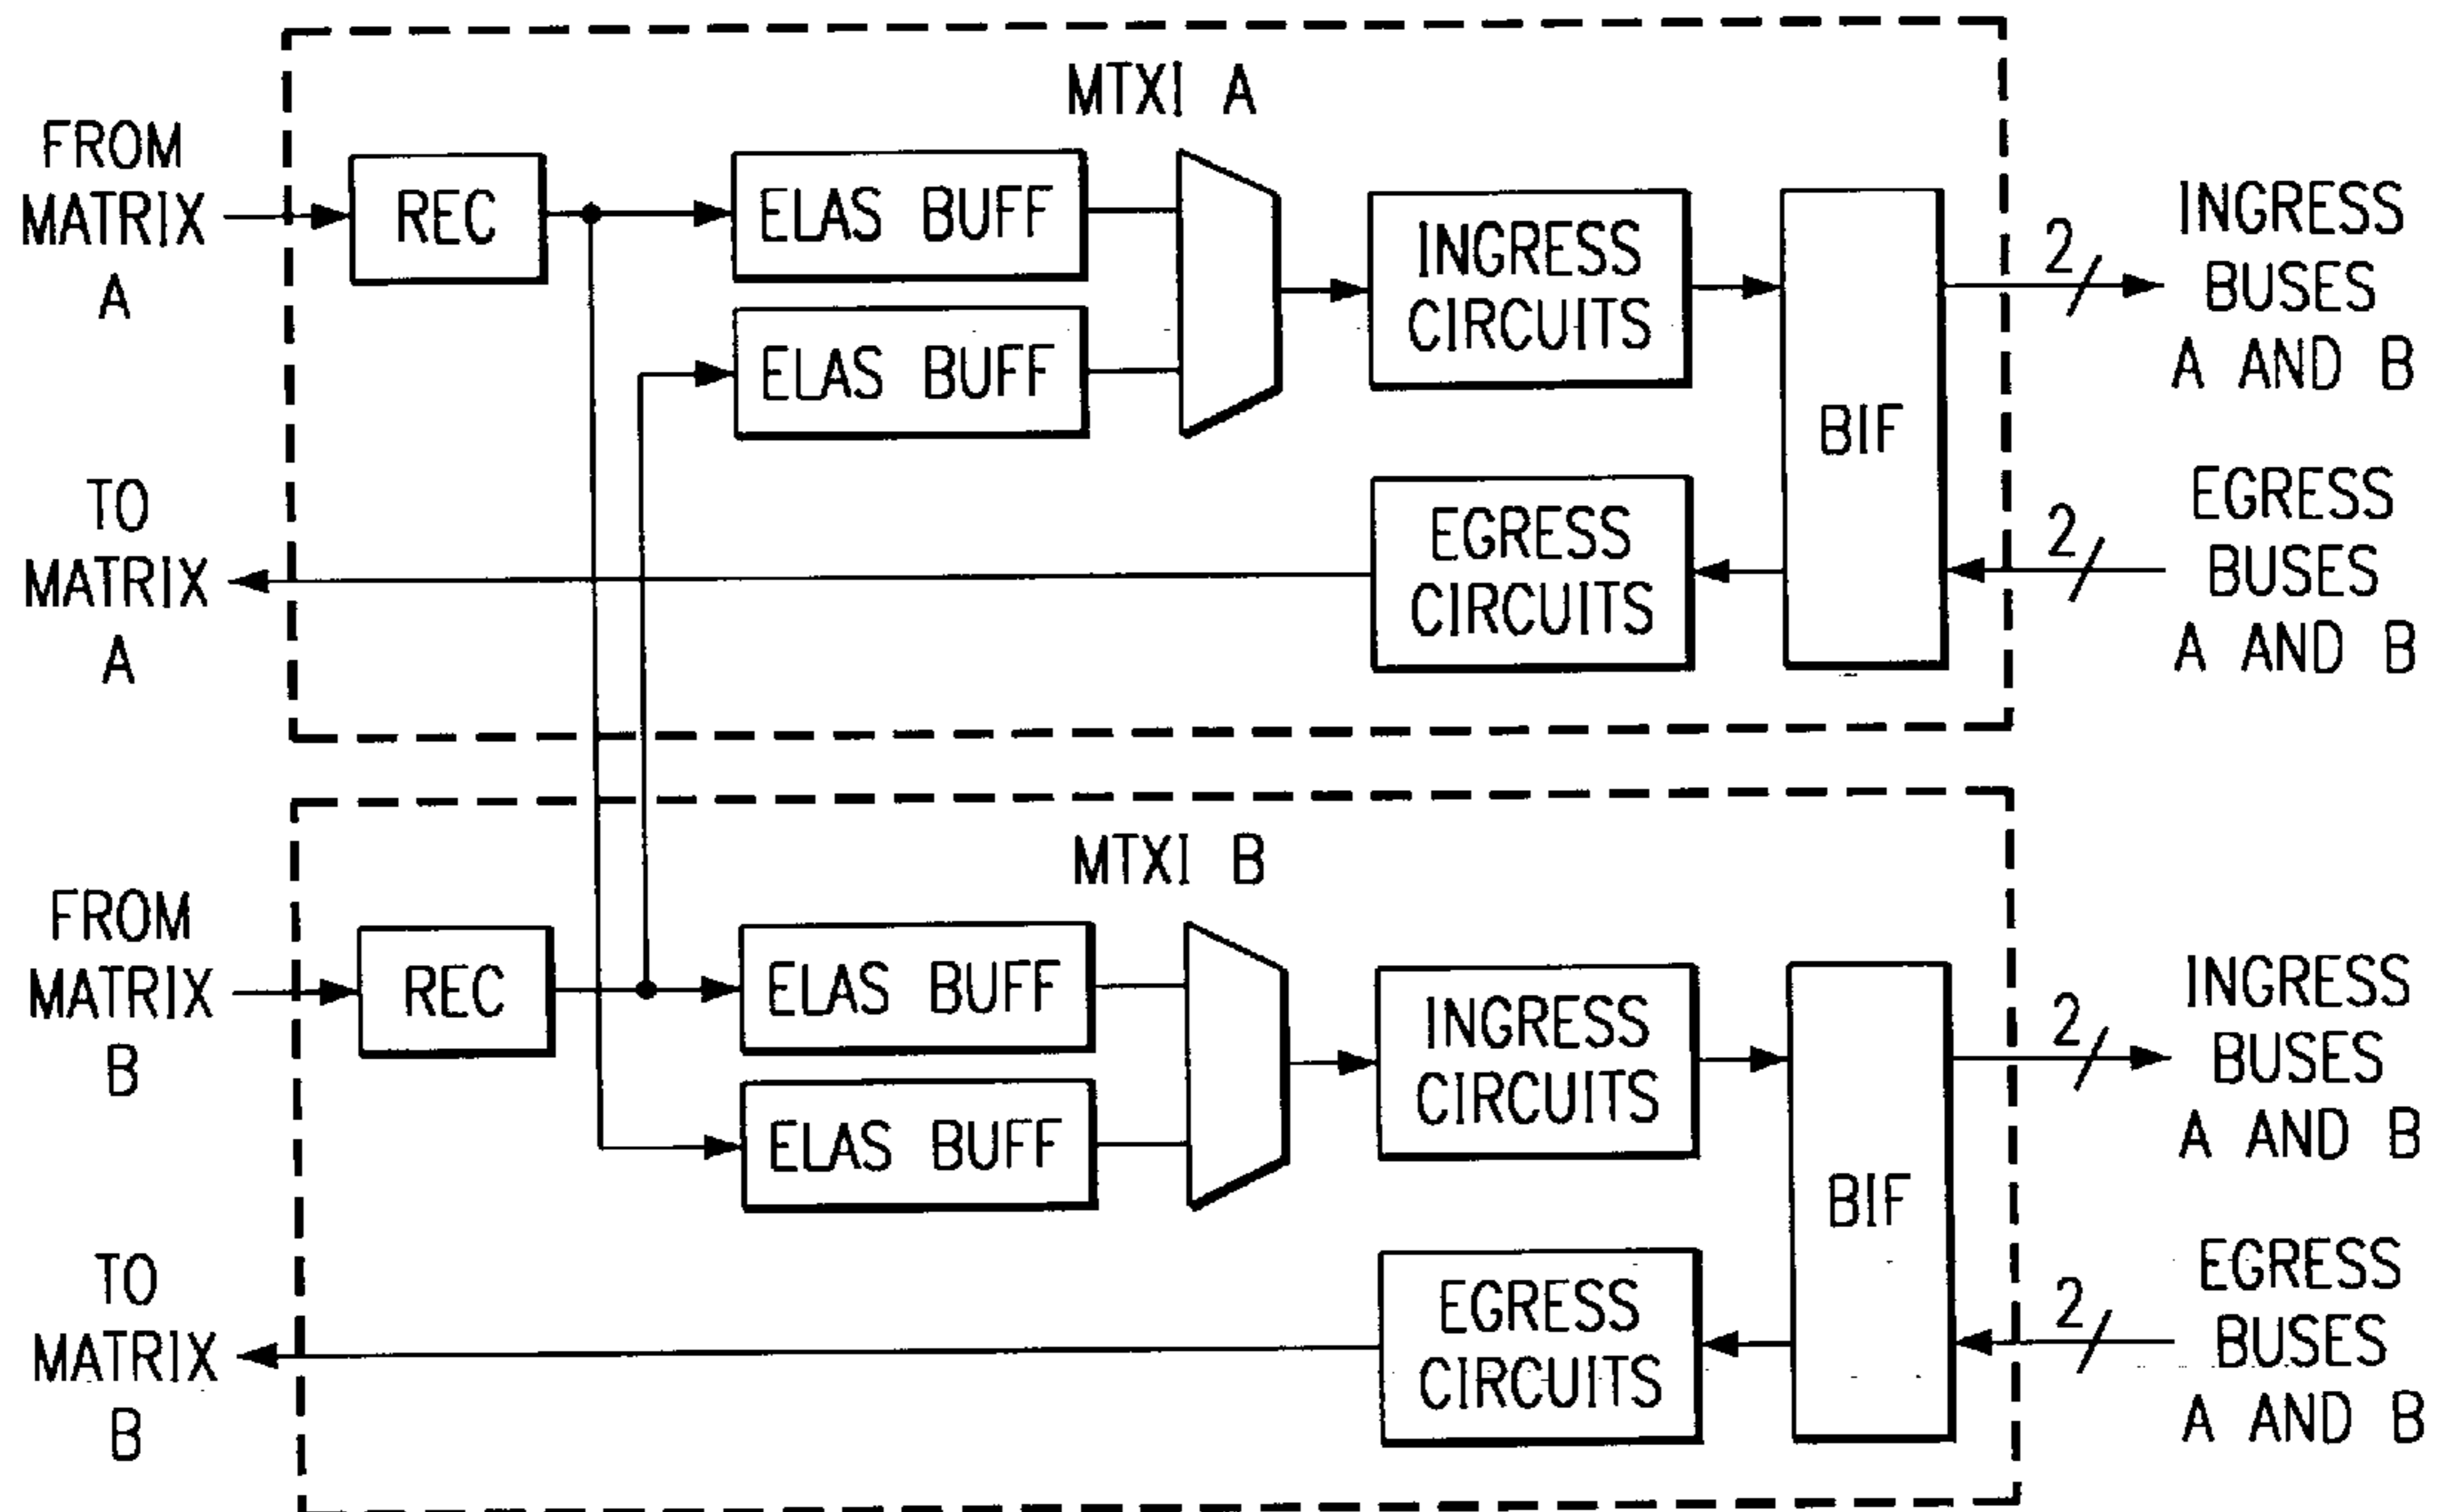 MTXI A
FROM
MATRIX
A
REC
ELAS BUFF
ELAS BUFF
INGRESS
CIRCUITS
BIF
2
INGRESS
BUSES
A AND B
TO
MATRIX
A
EGRESS
CIRCUITS
2
EGRESS
BUSES
A AND B
MTXI B
FROM
MATRIX
B
REC
ELAS BUFF
ELAS BUFF
INGRESS
CIRCUITS
BIF
2
INGRESS
BUSES
A AND B
TO
MATRIX
B
EGRESS
CIRCUITS
2
EGRESS
BUSES
A AND B